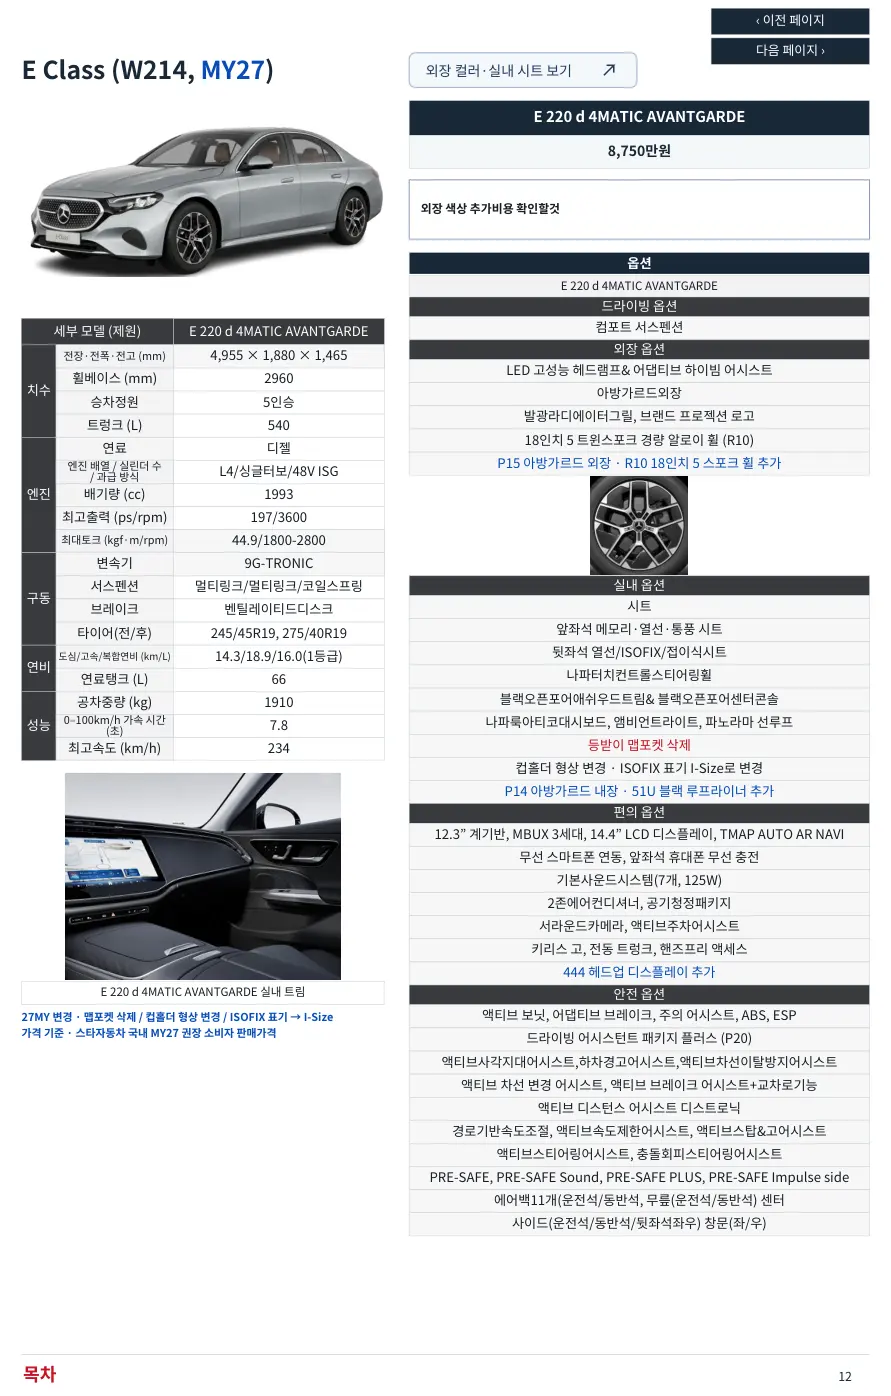 ‹ 이전 페이지
다음 페이지 ›
E Class (W214, MY27)
외장 컬러·실내 시트 보기 ↗
E 220 d 4MATIC AVANTGARDE
8,750만원
외장 색상 추가비용 확인할것
세부 모델 (제원) E 220 d 4MATIC AVANTGARDE
치수
전장·전폭·전고 (mm) 4,955 × 1,880 × 1,465
휠베이스 (mm) 2960
승차정원 5인승
트렁크 (L) 540
엔진
연료 디젤
엔진 배열 / 실린더 수
/ 과급 방식 L4/싱글터보/48V ISG
배기량 (cc) 1993
최고출력 (ps/rpm) 197/3600
최대토크 (kgf·m/rpm) 44.9/1800-2800
구동
변속기 9G-TRONIC
서스펜션 멀티링크/멀티링크/코일스프링
브레이크 벤틸레이티드디스크
타이어(전/후) 245/45R19, 275/40R19
연비
도심/고속/복합연비 (km/L) 14.3/18.9/16.0(1등급)
연료탱크 (L) 66
성능
공차중량 (kg) 1910
0–100km/h 가속 시간
(초) 7.8
최고속도 (km/h) 234
E 220 d 4MATIC AVANTGARDE 실내 트림
27MY 변경 · 맵포켓 삭제 / 컵홀더 형상 변경 / ISOFIX 표기 → I-Size
가격 기준 · 스타자동차 국내 MY27 권장 소비자 판매가격
옵션
E 220 d 4MATIC AVANTGARDE
드라이빙 옵션
컴포트 서스펜션
외장 옵션
LED 고성능 헤드램프& 어댑티브 하이빔 어시스트
아방가르드외장
발광라디에이터그릴, 브랜드 프로젝션 로고
18인치 5 트윈스포크 경량 알로이 휠 (R10)
P15 아방가르드 외장 · R10 18인치 5 스포크 휠 추가
실내 옵션
시트
앞좌석 메모리·열선·통풍 시트
뒷좌석 열선/ISOFIX/접이식시트
나파터치컨트롤스티어링휠
블랙오픈포어애쉬우드트림& 블랙오픈포어센터콘솔
나파룩아티코대시보드, 앰비언트라이트, 파노라마 선루프
등받이 맵포켓 삭제
컵홀더 형상 변경 · ISOFIX 표기 I-Size로 변경
P14 아방가르드 내장 · 51U 블랙 루프라이너 추가
편의 옵션
12.3” 계기반, MBUX 3세대, 14.4” LCD 디스플레이, TMAP AUTO AR NAVI
무선 스마트폰 연동, 앞좌석 휴대폰 무선 충전
기본사운드시스템(7개, 125W)
2존에어컨디셔너, 공기청정패키지
서라운드카메라, 액티브주차어시스트
키리스 고, 전동 트렁크, 핸즈프리 액세스
444 헤드업 디스플레이 추가
안전 옵션
액티브 보닛, 어댑티브 브레이크, 주의 어시스트, ABS, ESP
드라이빙 어시스턴트 패키지 플러스 (P20)
액티브사각지대어시스트,하차경고어시스트,액티브차선이탈방지어시스트
액티브 차선 변경 어시스트, 액티브 브레이크 어시스트+교차로기능
액티브 디스턴스 어시스트 디스트로닉
경로기반속도조절, 액티브속도제한어시스트, 액티브스탑&고어시스트
액티브스티어링어시스트, 충돌회피스티어링어시스트
PRE-SAFE, PRE-SAFE Sound, PRE-SAFE PLUS, PRE-SAFE Impulse side
에어백11개(운전석/동반석, 무릎(운전석/동반석) 센터
사이드(운전석/동반석/뒷좌석좌우) 창문(좌/우)
목차
12